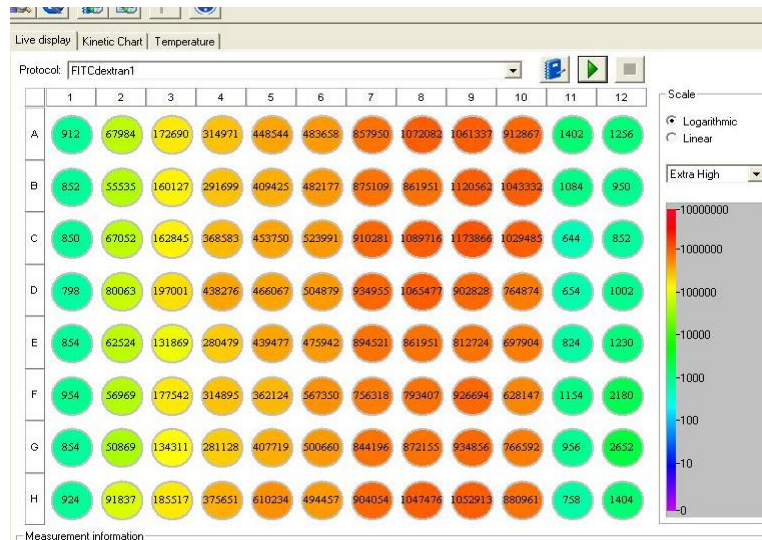 Live display Kinetic Chart Temperature
Protocol: FITCdextran1
1 2 3 4 5 6 7 8 9 10 11 12
A 912 67984 172690 314971 448544 483658 857950 1072082 1061337 912867 1402 1256
B 852 55535 160127 291699 409425 482177 875109 861951 1120562 1043332 1084 950
C 850 67052 162845 368583 453750 523991 910281 1089716 1173866 1029485 644 852
D 798 80063 197001 438276 466067 504879 934955 1065477 902828 764874 654 1002
E 854 62524 131869 280479 439477 475942 894521 861951 812724 697904 824 1230
F 954 56969 177542 314895 362124 567350 756318 793407 926694 628147 1154 2180
G 854 50869 134311 281128 407719 500660 844196 872155 934856 766592 956 2652
H 924 91837 185517 375651 610234 494457 904054 1047476 1052913 880961 758 1404
Scale
Logarithmic
Linear
Extra High
10000000
1000000
100000
10000
1000
100
10
0
Measurement information